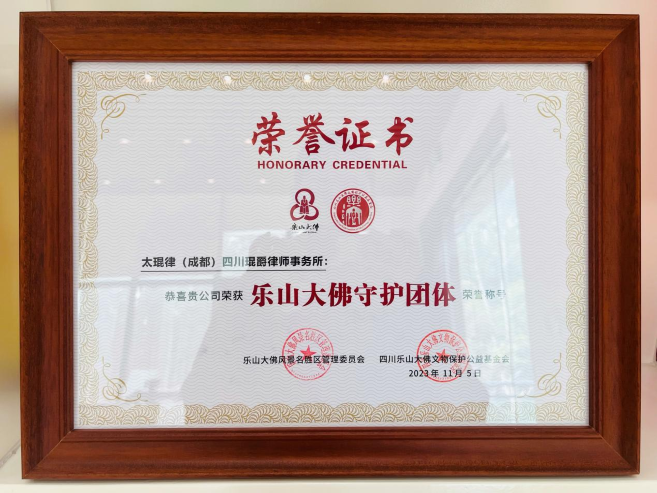 荣誉证书
HONORARY CREDENTIAL
乐山大佛
太琨律（成都）四川琨爵律师事务所：
恭喜贵公司荣获 乐山大佛守护团体 荣誉称号
乐山大佛风景名胜区管理委员会 四川乐山大佛文物保护公益基金会
2023年11月5日